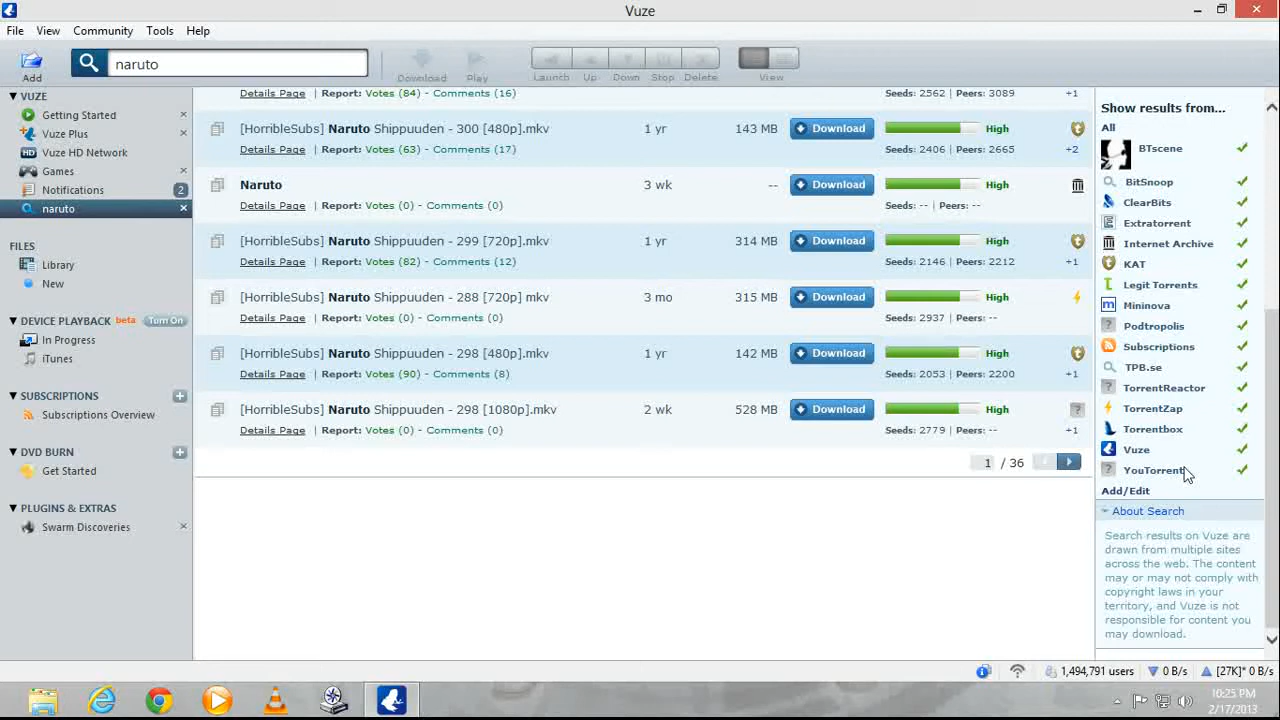 Vuze
File View Community Tools Help
Add naruto Download Play Launch Up Down Stop Delete View
VUZE
Getting Started
Vuze Plus
HD Vuze HD Network
Games
Notifications 2
naruto
FILES
Library
New
DEVICE PLAYBACK beta Turn On
In Progress
iTunes
SUBSCRIPTIONS
Subscriptions Overview
DVD BURN
Get Started
PLUGINS & EXTRAS
Swarm Discoveries
Details Page | Report: Votes (84) - Comments (16) Seeds: 2562 | Peers: 3089 +1
[HorribleSubs] Naruto Shippuuden - 300 [480p].mkv 1 yr 143 MB Download High
Details Page | Report: Votes (63) - Comments (17) Seeds: 2406 | Peers: 2665 +2
Naruto 3 wk -- Download High
Details Page | Report: Votes (0) - Comments (0) Seeds: -- | Peers: --
[HorribleSubs] Naruto Shippuuden - 299 [720p].mkv 1 yr 314 MB Download High
Details Page | Report: Votes (82) - Comments (12) Seeds: 2146 | Peers: 2212 +1
[HorribleSubs] Naruto Shippuuden - 288 [720p] mkv 3 mo 315 MB Download High
Details Page | Report: Votes (0) - Comments (0) Seeds: 2937 | Peers: --
[HorribleSubs] Naruto Shippuuden - 298 [480p].mkv 1 yr 142 MB Download High
Details Page | Report: Votes (90) - Comments (8) Seeds: 2053 | Peers: 2200 +1
[HorribleSubs] Naruto Shippuuden - 298 [1080p].mkv 2 wk 528 MB Download High
Details Page | Report: Votes (0) - Comments (0) Seeds: 2779 | Peers: -- +1
1 / 36
Show results from...
All
BTscene
BitSnoop
ClearBits
Extratorrent
Internet Archive
KAT
Legit Torrents
Mininova
Podtropolis
Subscriptions
TPB.se
TorrentReactor
TorrentZap
Torrentbox
Vuze
YouTorrent
Add/Edit
About Search
Search results on Vuze are
drawn from multiple sites
across the web. The content
may or may not comply with
copyright laws in your
territory, and Vuze is not
responsible for content you
may download.
1,494,791 users 0 B/s [27K]* 0 B/s
10:25 PM
2/17/2013